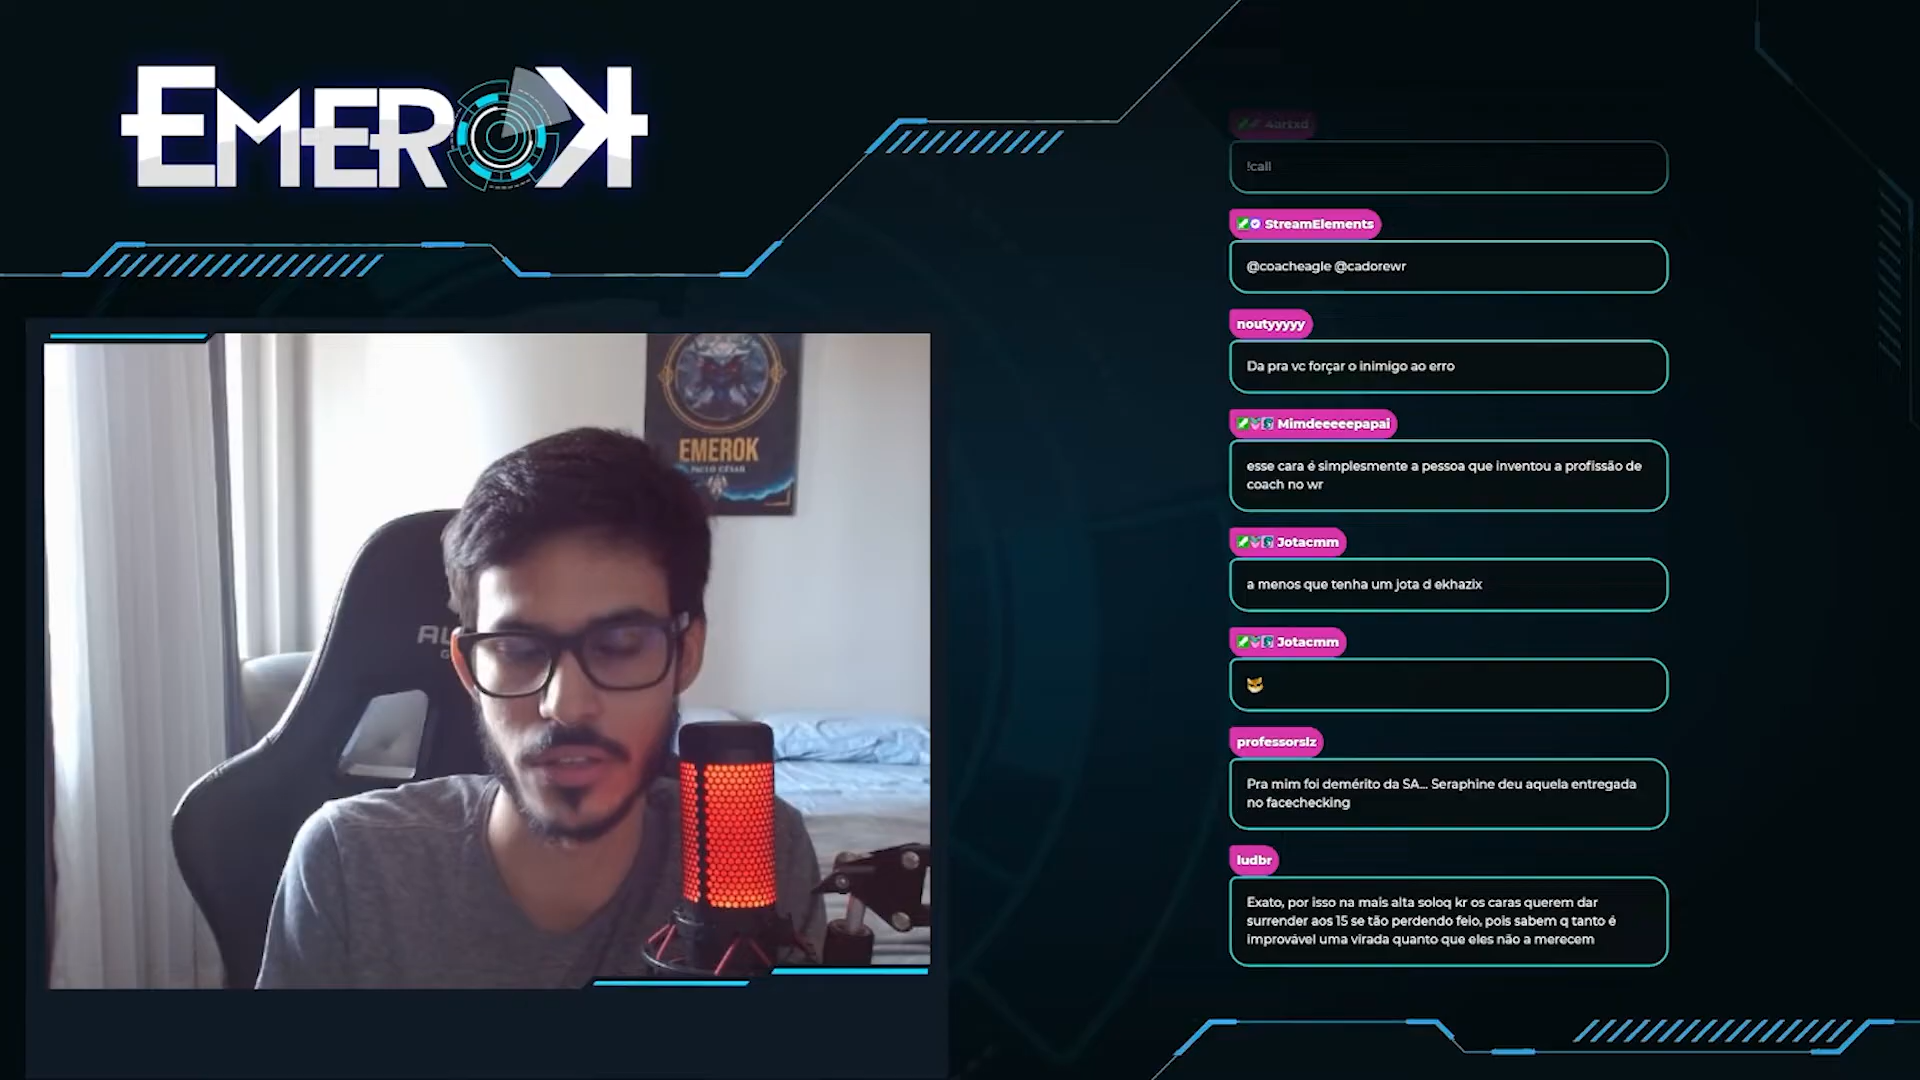 EMEROK
EMEROK
PAULO CÉSAR
4artxd
!call
StreamElements
@coacheagle @cadorewr
noutyyyyy
Da pra vc forçar o inimigo ao erro
Mimdeeeeepapai
esse cara é simplesmente a pessoa que inventou a profissão de
coach no wr
Jotacmm
a menos que tenha um jota d ekhazix
Jotacmm
professorslz
Pra mim foi demérito da SA... Seraphine deu aquela entregada
no facechecking
ludbr
Exato, por isso na mais alta soloq kr os caras querem dar
surrender aos 15 se tão perdendo feio, pois sabem q tanto é
improvável uma virada quanto que eles não a merecem